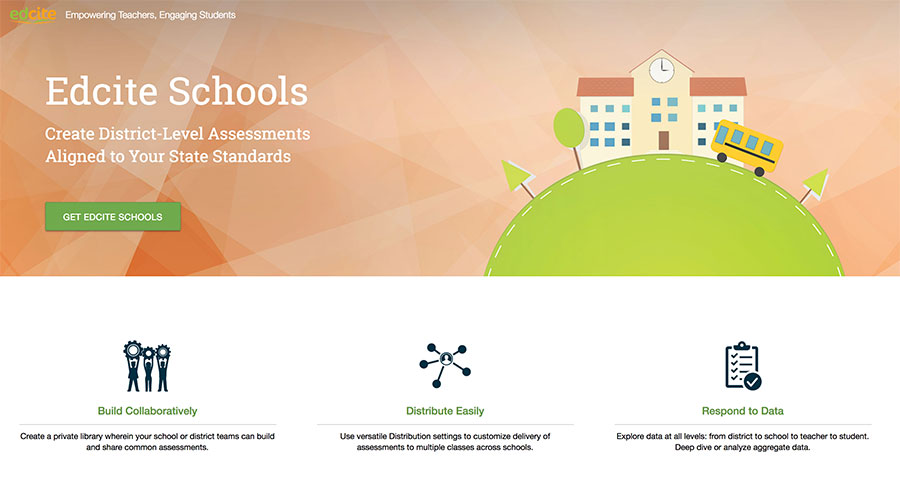 edcite Empowering Teachers, Engaging Students
Edcite Schools
Create District-Level Assessments
Aligned to Your State Standards
GET EDCITE SCHOOLS
Build Collaboratively
Create a private library wherein your school or district teams can build
and share common assessments.
Distribute Easily
Use versatile Distribution settings to customize delivery of
assessments to multiple classes across schools.
Respond to Data
Explore data at all levels: from district to school to teacher to student.
Deep dive or analyze aggregate data.